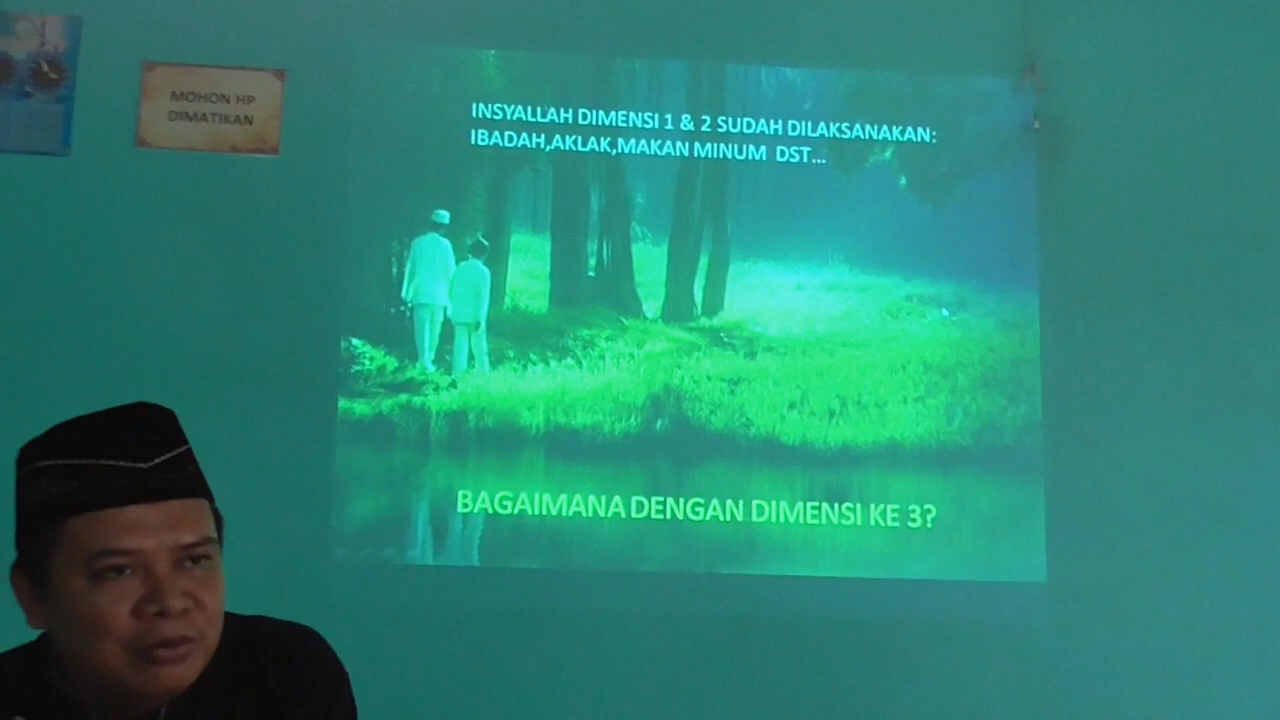 MOHON HP
DIMATIKAN
INSYALLAH DIMENSI 1 & 2 SUDAH DILAKSANAKAN:
IBADAH,AKLAK,MAKAN MINUM DST...
BAGAIMANA DENGAN DIMENSI KE 3?